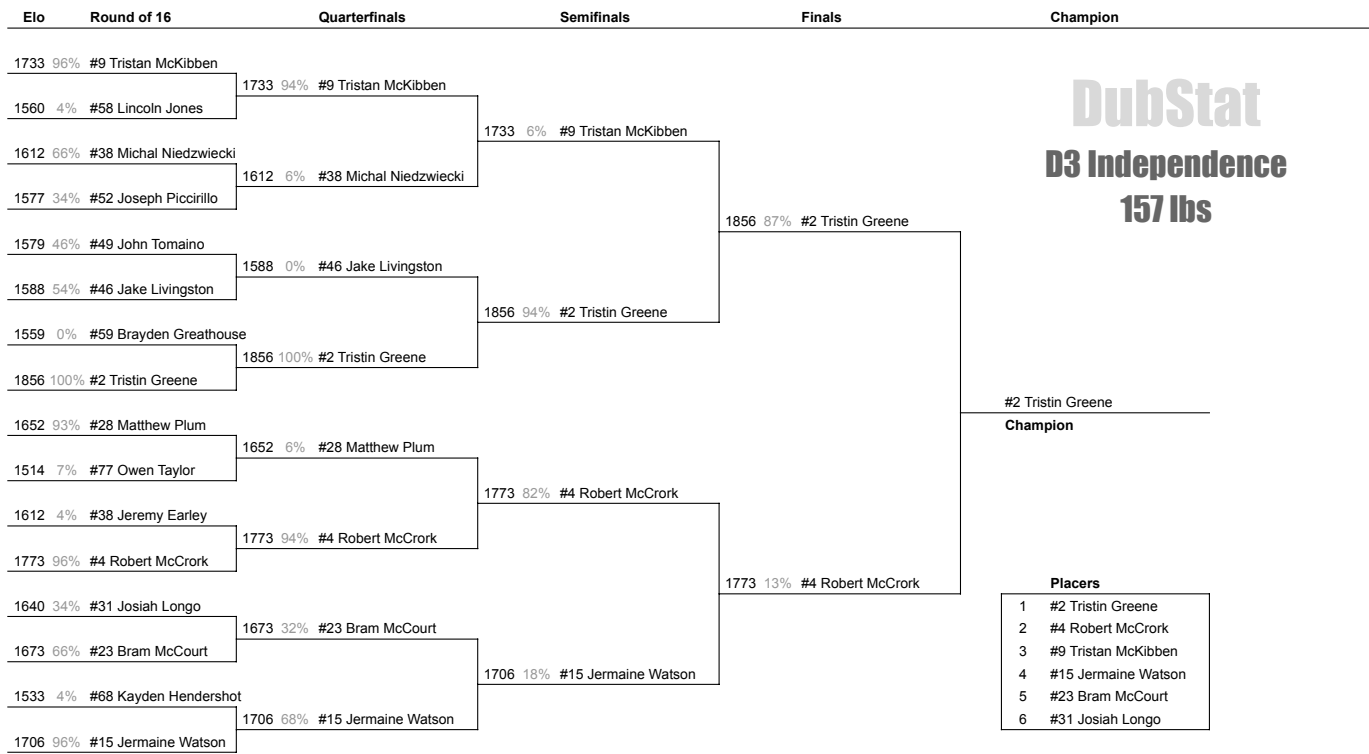 Elo Round of 16 Quarterfinals Semifinals Finals Champion
1733 96% #9 Tristan McKibben
1733 94% #9 Tristan McKibben
1560 4% #58 Lincoln Jones
1733 6% #9 Tristan McKibben
1612 66% #38 Michal Niedzwiecki
1612 6% #38 Michal Niedzwiecki
1577 34% #52 Joseph Piccirillo
1856 87% #2 Tristin Greene
1579 46% #49 John Tomaino
1588 0% #46 Jake Livingston
1588 54% #46 Jake Livingston
1856 94% #2 Tristin Greene
1559 0% #59 Brayden Greathouse
1856 100% #2 Tristin Greene
1856 100% #2 Tristin Greene
#2 Tristin Greene
Champion
1652 93% #28 Matthew Plum
1652 6% #28 Matthew Plum
1514 7% #77 Owen Taylor
1773 82% #4 Robert McCrork
1612 4% #38 Jeremy Earley
1773 94% #4 Robert McCrork
1773 96% #4 Robert McCrork
1773 13% #4 Robert McCrork
1640 34% #31 Josiah Longo
1673 32% #23 Bram McCourt
1673 66% #23 Bram McCourt
1706 18% #15 Jermaine Watson
1533 4% #68 Kayden Hendershot
1706 68% #15 Jermaine Watson
1706 96% #15 Jermaine Watson
DubStat
D3 Independence
157 lbs
Placers
1 #2 Tristin Greene
2 #4 Robert McCrork
3 #9 Tristan McKibben
4 #15 Jermaine Watson
5 #23 Bram McCourt
6 #31 Josiah Longo